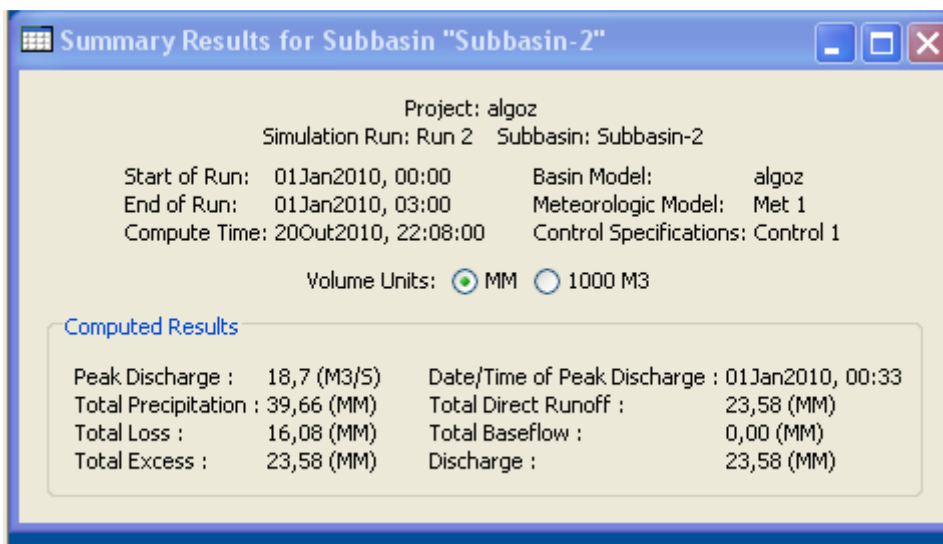 Summary Results for Subbasin "Subbasin-2"
Project: algoz
Simulation Run: Run 2 Subbasin: Subbasin-2
Start of Run: 01Jan2010, 00:00 Basin Model: algoz
End of Run: 01Jan2010, 03:00 Meteorologic Model: Met 1
Compute Time: 20Out2010, 22:08:00 Control Specifications: Control 1
Volume Units: MM 1000 M3
Computed Results
Peak Discharge : 18,7 (M3/S) Date/Time of Peak Discharge : 01Jan2010, 00:33
Total Precipitation : 39,66 (MM) Total Direct Runoff : 23,58 (MM)
Total Loss : 16,08 (MM) Total Baseflow : 0,00 (MM)
Total Excess : 23,58 (MM) Discharge : 23,58 (MM)